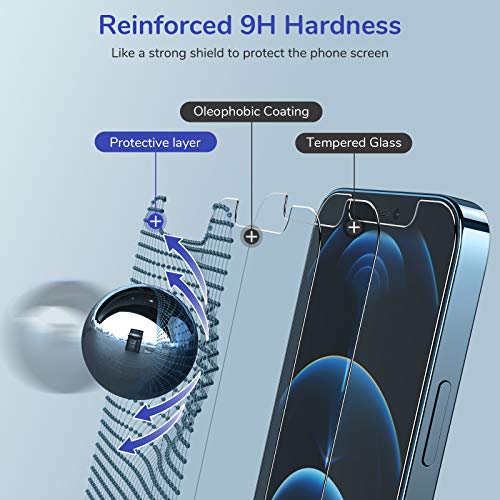 Reinforced 9H Hardness
Like a strong shield to protect the phone screen
Oleophobic Coating
Protective layer
Tempered Glass